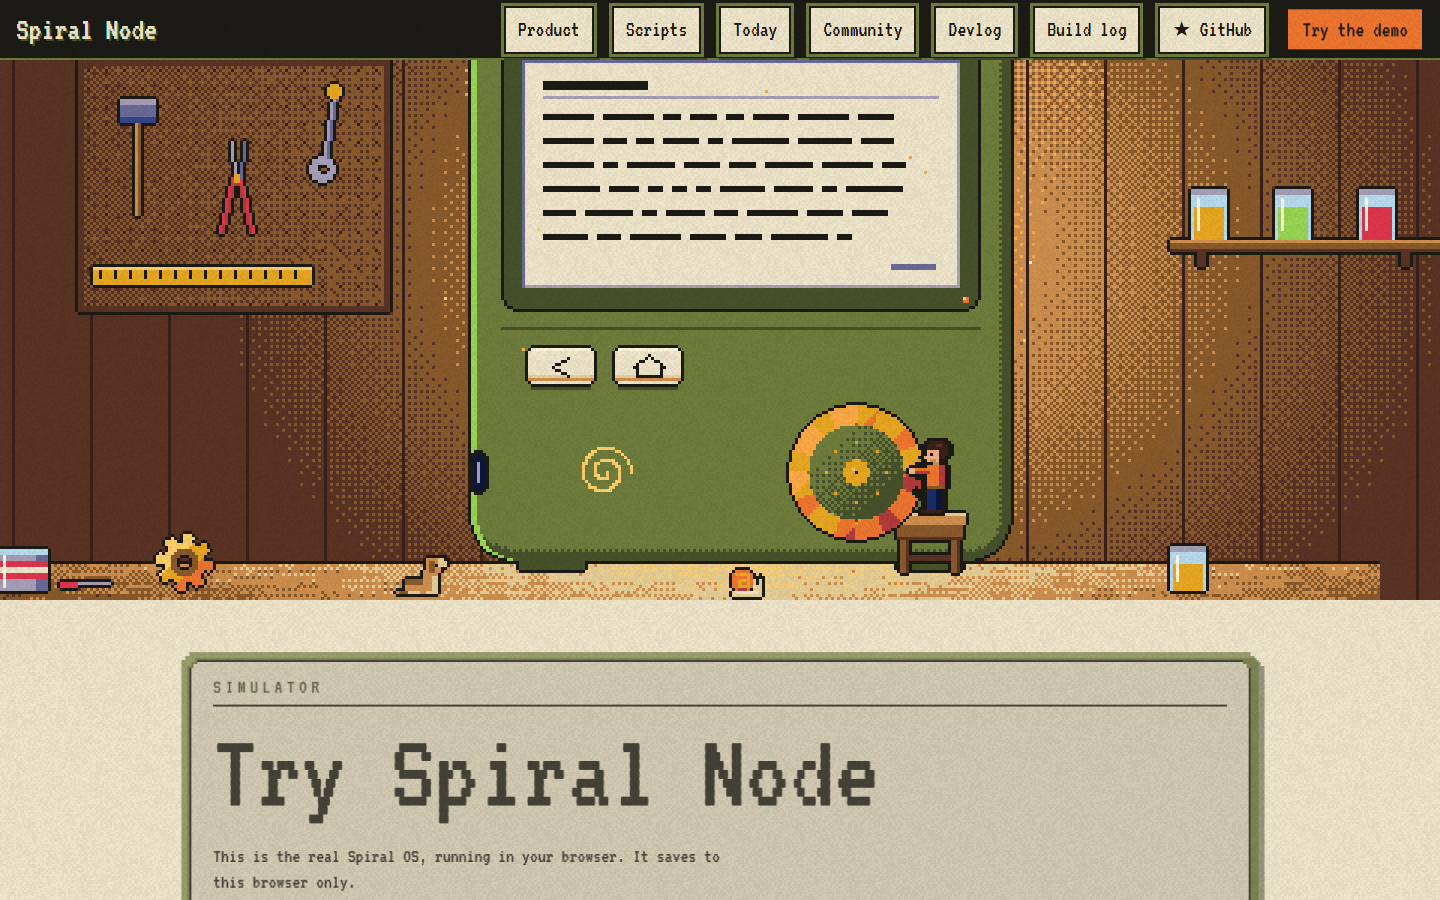 Spiral Node
Product
Scripts
Today
Community
Devlog
Build log
★ GitHub
Try the demo
SIMULATOR
Try Spiral Node
This is the real Spiral OS, running in your browser. It saves to
this browser only.